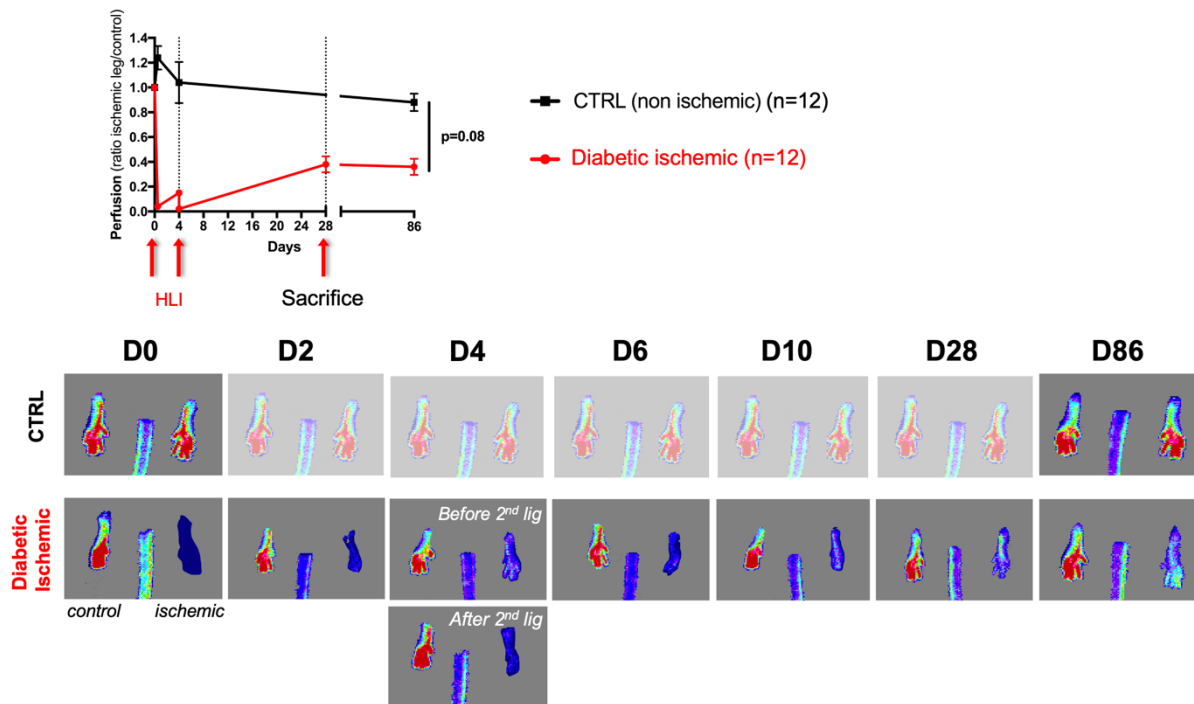 1.4
1.2
1.0
0.8
0.6
0.4
0.2
0.0
Perfusion (ratio ischemic leg/control)
0 4 8 12 16 20 24 28 86
Days
p=0.08
CTRL (non ischemic) (n=12)
Diabetic ischemic (n=12)
HLI
Sacrifice
D0 D2 D4 D6 D10 D28 D86
CTRL
Diabetic
Ischemic
Before 2nd lig
control ischemic
After 2nd lig